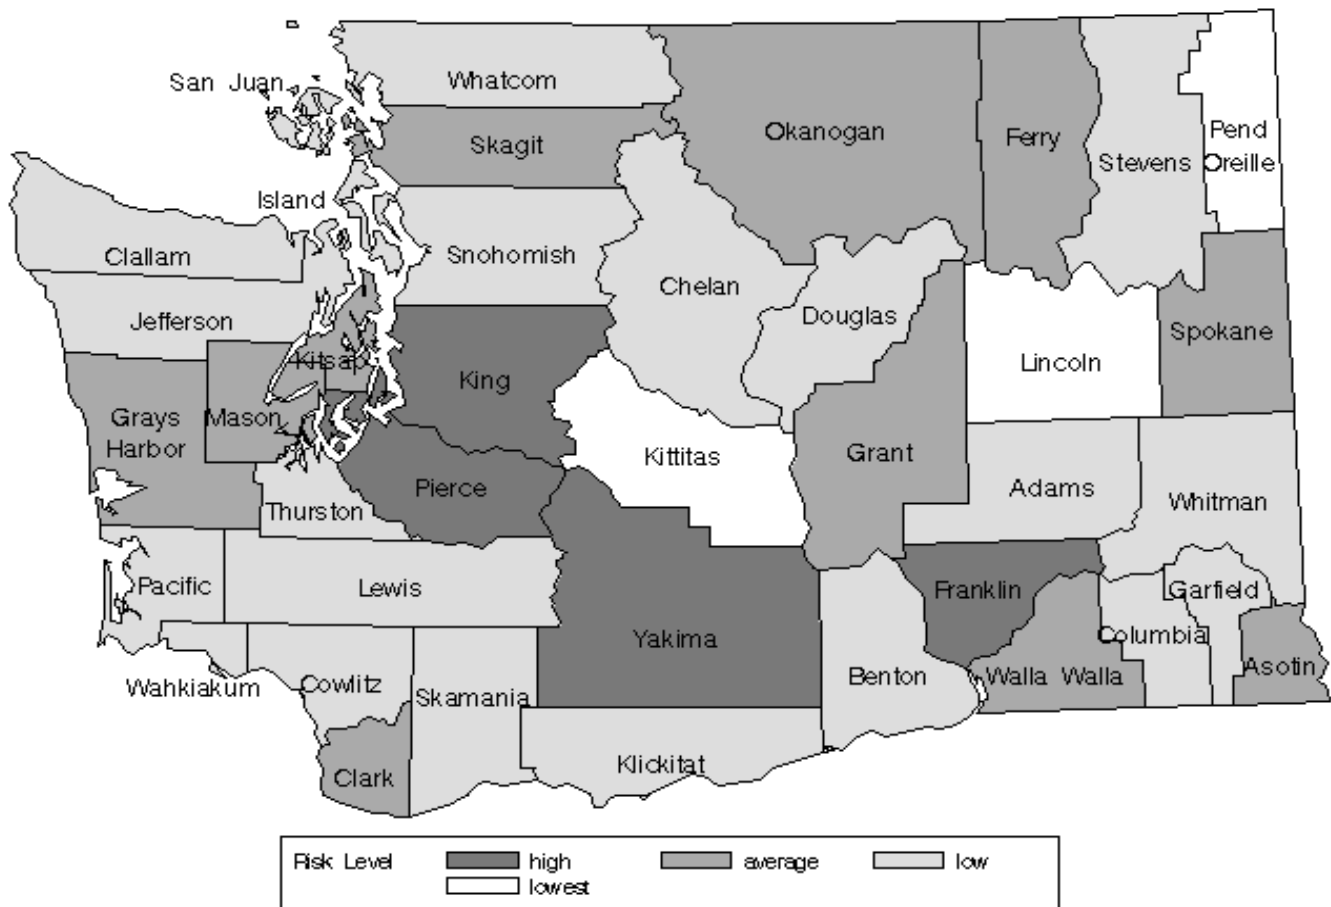 Whatcom
San Juan
Skagit
Okanogan
Ferry
Stevens
Pend
Oreille
Island
Clallam
Snohomish
Chelan
Jefferson
Douglas
Spokane
Kitsap
King
Lincoln
Grays
Harbor
Mason
Kittitas
Grant
Pierce
Adams
Whitman
Thurston
Pacific
Lewis
Franklin
Garfield
Yakima
Columbia
Wahkiakum
Cowlitz
Skamania
Benton
Walla Walla
Asotin
Clark
Klickitat
Risk Level high average low
lowest